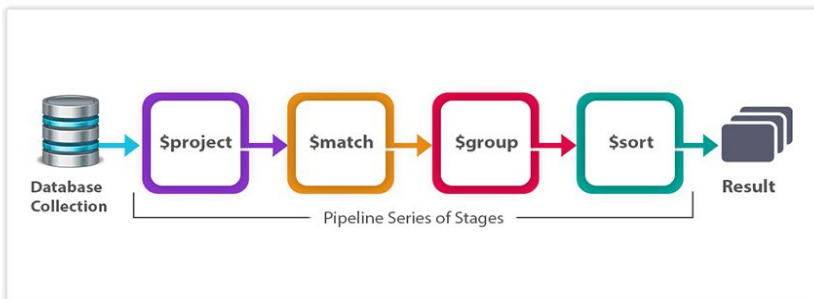 $project
$match
$group
$sort
Database
Collection
Result
Pipeline Series of Stages